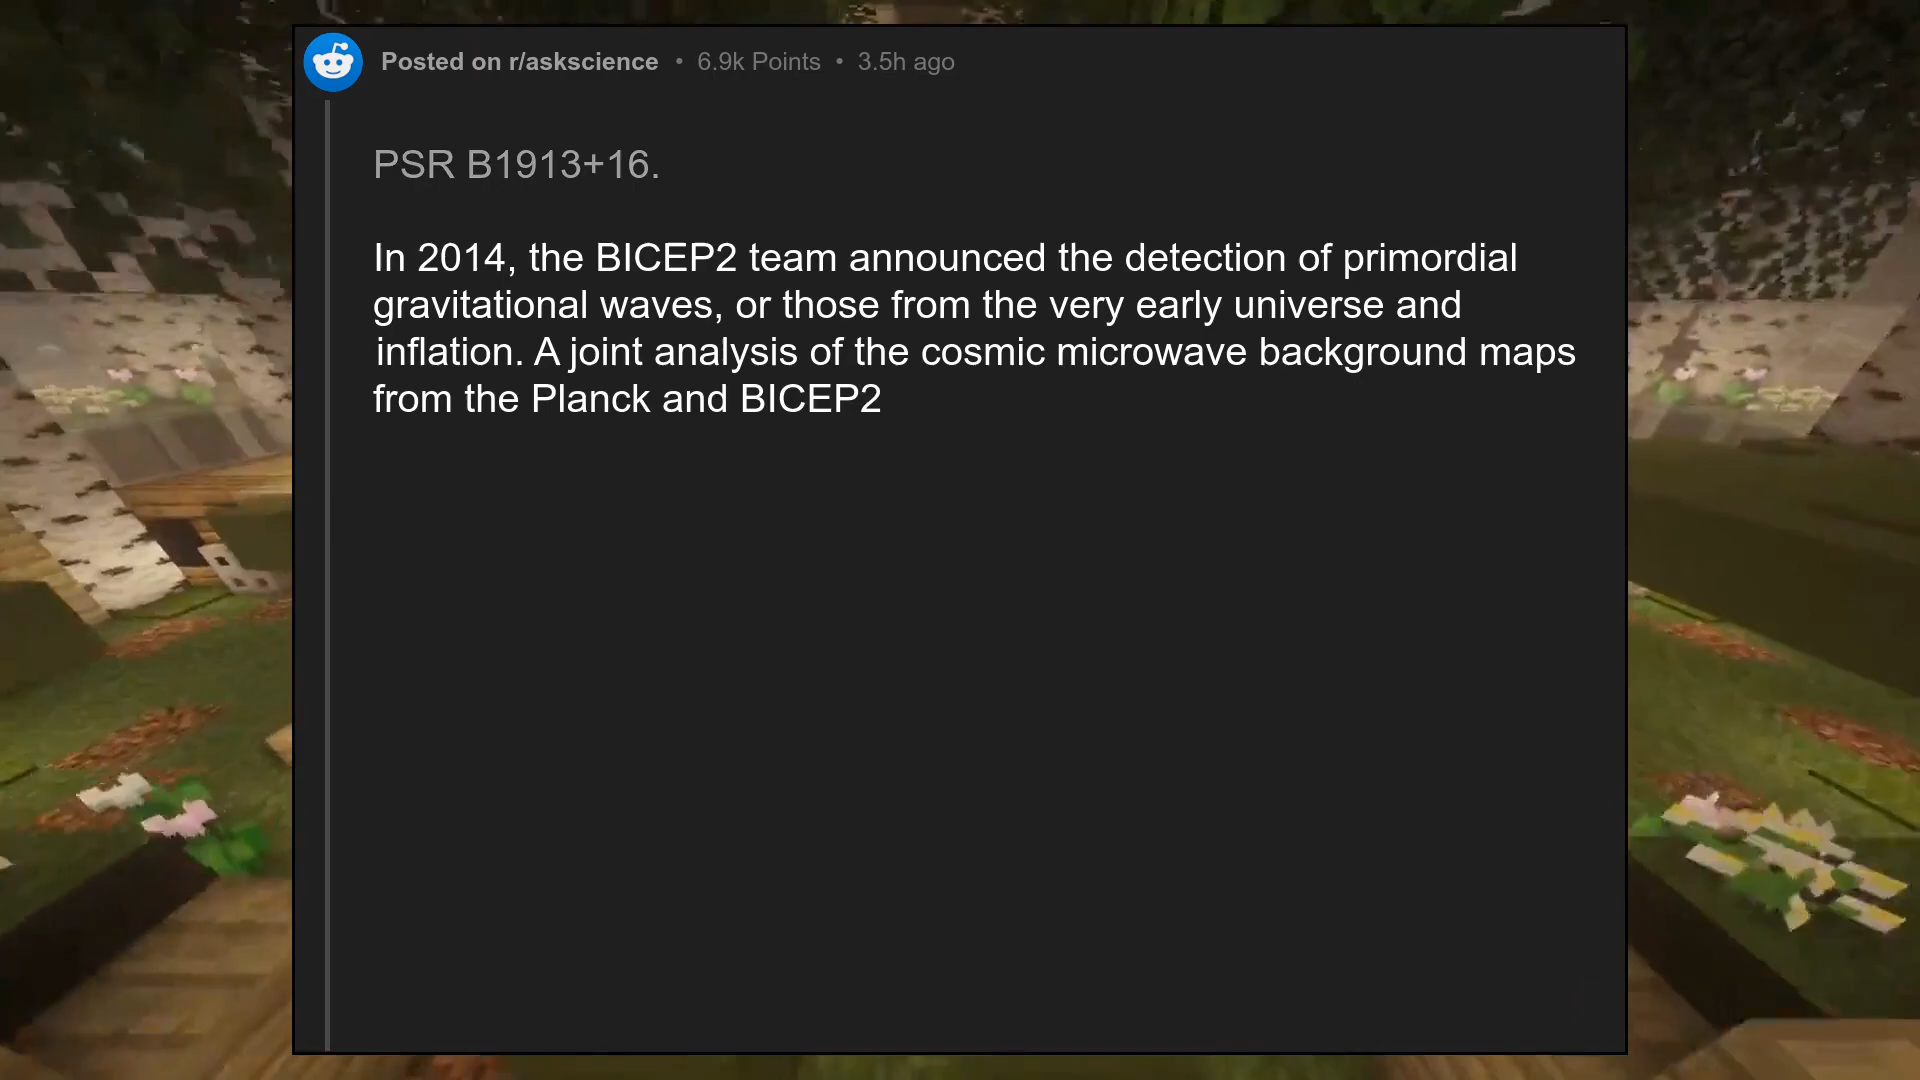 Posted on r/askscience • 6.9k Points • 3.5h ago
PSR B1913+16.
In 2014, the BICEP2 team announced the detection of primordial
gravitational waves, or those from the very early universe and
inflation. A joint analysis of the cosmic microwave background maps
from the Planck and BICEP2